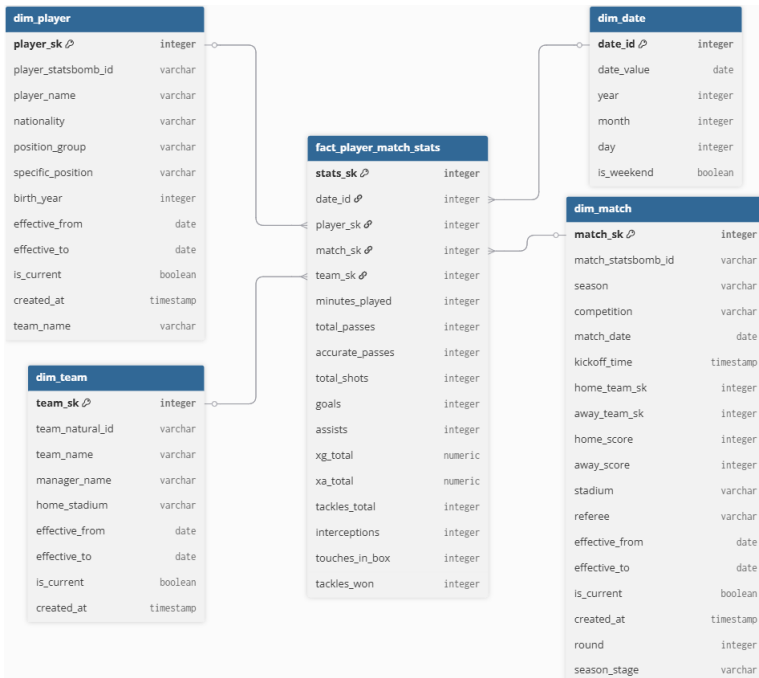 dim_player
player_sk integer
player_statsbomb_id varchar
player_name varchar
nationality varchar
position_group varchar
specific_position varchar
birth_year integer
effective_from date
effective_to date
is_current boolean
created_at timestamp
team_name varchar
dim_team
team_sk integer
team_natural_id varchar
team_name varchar
manager_name varchar
home_stadium varchar
effective_from date
effective_to date
is_current boolean
created_at timestamp
fact_player_match_stats
stats_sk integer
date_id integer
player_sk integer
match_sk integer
team_sk integer
minutes_played integer
total_passes integer
accurate_passes integer
total_shots integer
goals integer
assists integer
xg_total numeric
xa_total numeric
tackles_total integer
interceptions integer
touches_in_box integer
tackles_won integer
dim_date
date_id integer
date_value date
year integer
month integer
day integer
is_weekend boolean
dim_match
match_sk integer
match_statsbomb_id varchar
season varchar
competition varchar
match_date date
kickoff_time timestamp
home_team_sk integer
away_team_sk integer
home_score integer
away_score integer
stadium varchar
referee varchar
effective_from date
effective_to date
is_current boolean
created_at timestamp
round integer
season_stage varchar